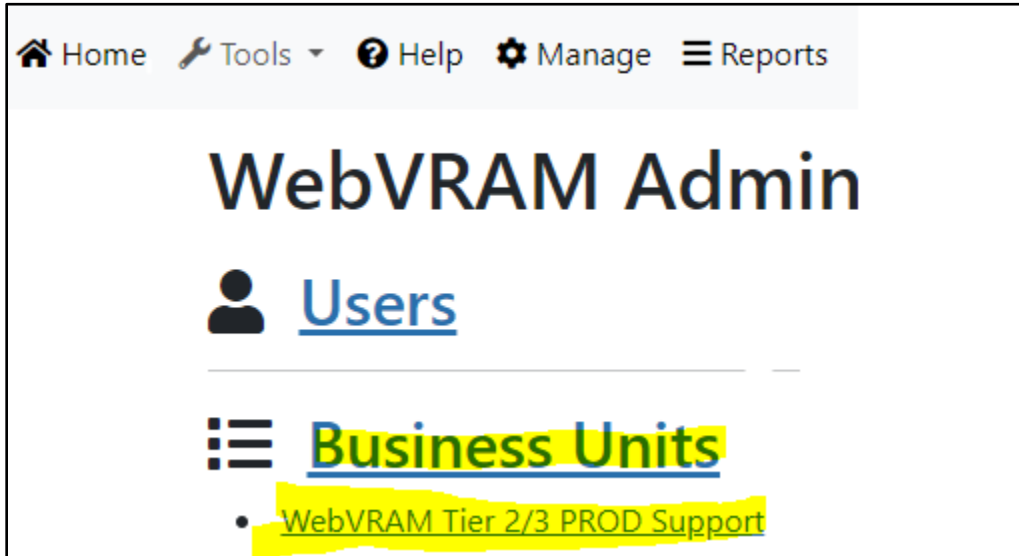 Home Tools Help Manage Reports
WebVRAM Admin
Users
Business Units
WebVRAM Tier 2/3 PROD Support